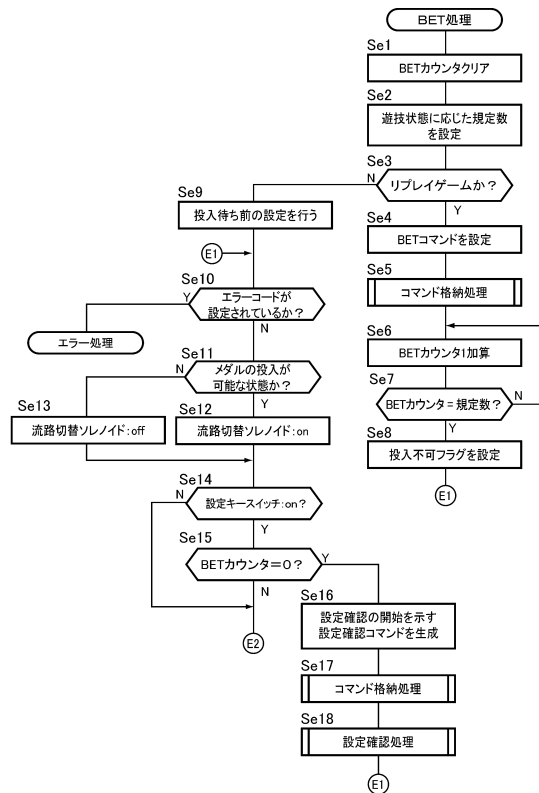 BET処理
Se1
BETカウンタクリア
Se2
遊技状態に応じた規定数
を設定
Se3
リプレイゲームか？
N
Y
Se4
BETコマンドを設定
Se5
コマンド格納処理
Se6
BETカウンタ1加算
Se7
BETカウンタ＝規定数？
N
Y
Se8
投入不可フラグを設定
E1
Se9
投入待ち前の設定を行う
E1
Se10
エラーコードが
設定されているか？
Y
N
エラー処理
Se11
メダルの投入が
可能な状態か？
N
Y
Se13
流路切替ソレノイド：off
Se12
流路切替ソレノイド：on
Se14
設定キースイッチ：on？
N
Y
Se15
BETカウンタ＝0？
Y
N
E2
Se16
設定確認の開始を示す
設定確認コマンドを生成
Se17
コマンド格納処理
Se18
設定確認処理
E1